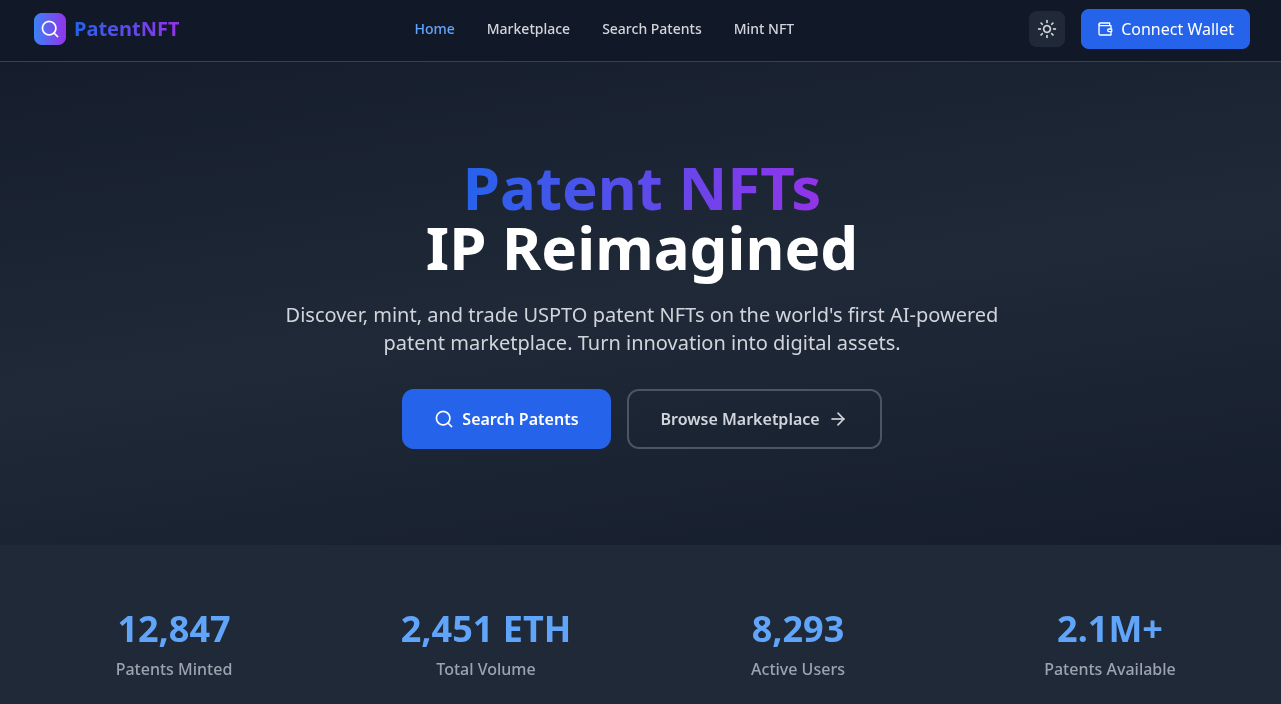 PatentNFT
Home
Marketplace
Search Patents
Mint NFT
Connect Wallet
Patent NFTs
IP Reimagined
Discover, mint, and trade USPTO patent NFTs on the world's first AI-powered
patent marketplace. Turn innovation into digital assets.
Search Patents
Browse Marketplace
12,847
Patents Minted
2,451 ETH
Total Volume
8,293
Active Users
2.1M+
Patents Available